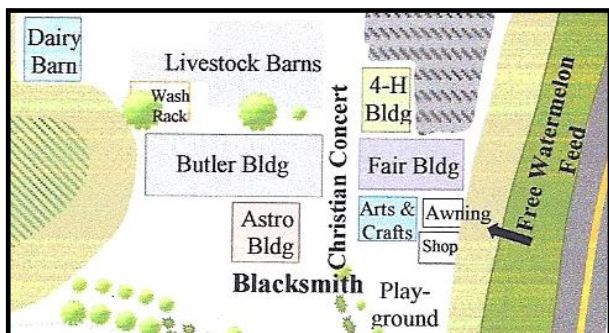 Dairy
Barn
Livestock Barns
Wash
Rack
4-H
Bldg
Butler Bldg
Christian Concert
Fair Bldg
Free Watermelon
Feed
Astro
Bldg
Arts &
Crafts
Awning
Shop
Blacksmith
Play-
ground